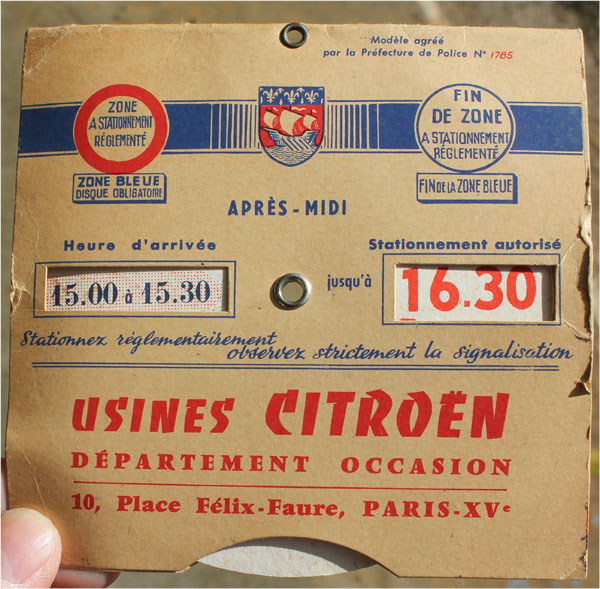 Modèle agréé
par la Préfecture de Police N° 1785
ZONE
A STATIONNEMENT
RÉGLEMENTÉ
ZONE BLEUE
DISQUE OBLIGATOIRE
FIN
DE ZONE
A STATIONNEMENT
RÉGLEMENTÉ
FIN DE LA ZONE BLEUE
APRÈS-MIDI
Heure d'arrivée
Stationnement autorisé
15.00 à 15.30
jusqu'à
16.30
Stationnez réglementairement
observez strictement la signalisation
USINES CITROËN
DÉPARTEMENT OCCASION
10, Place Félix-Faure, PARIS-XVe